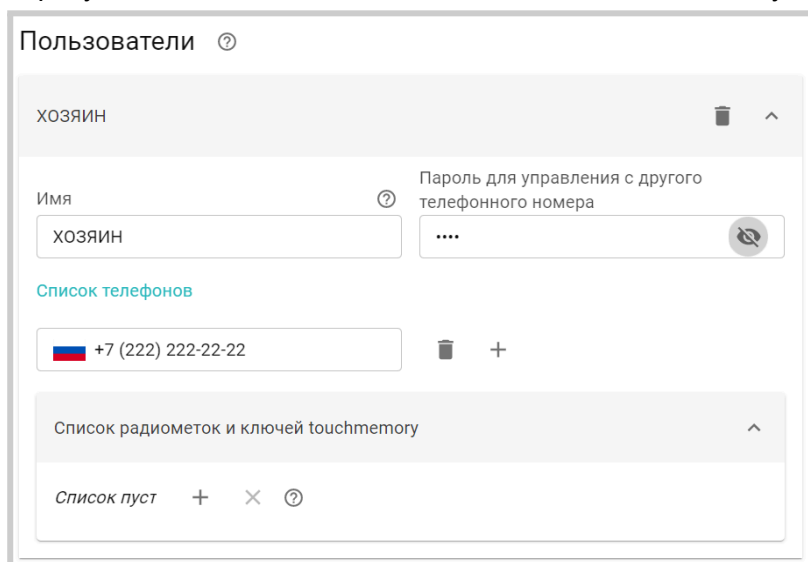 Пользователи
ХОЗЯИН
Имя
Пароль для управления с другого
телефонного номера
ХОЗЯИН
••••
Список телефонов
+7 (222) 222-22-22
Список радиометок и ключей touchmemory
Список пуст